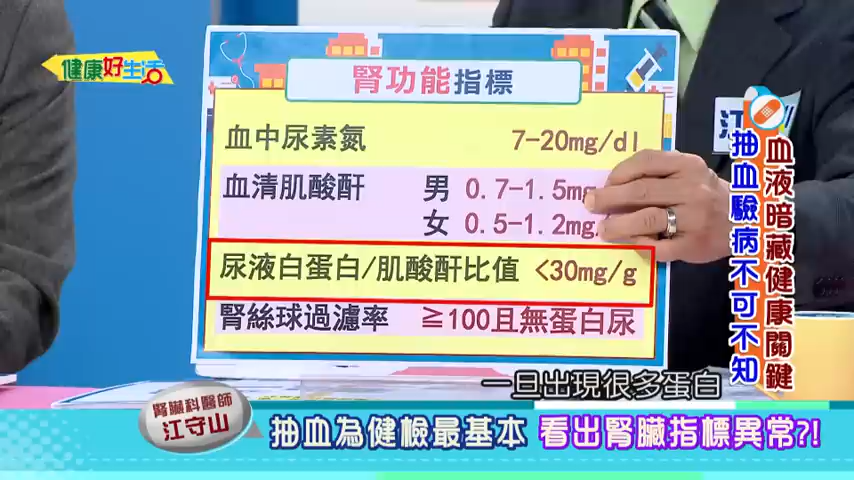 健康好生活
腎功能指標
血中尿素氮 7-20mg/dl
血清肌酸酐 男 0.7-1.5mg
女 0.5-1.2mg/
尿液白蛋白/肌酸酐比值 <30mg/g
腎絲球過濾率 ≧100且無蛋白尿
江
血液暗藏健康關鍵
抽血驗病不可不知
一旦出現很多蛋白
腎臟科醫師
江守山
抽血為健檢最基本 看出腎臟指標異常?!